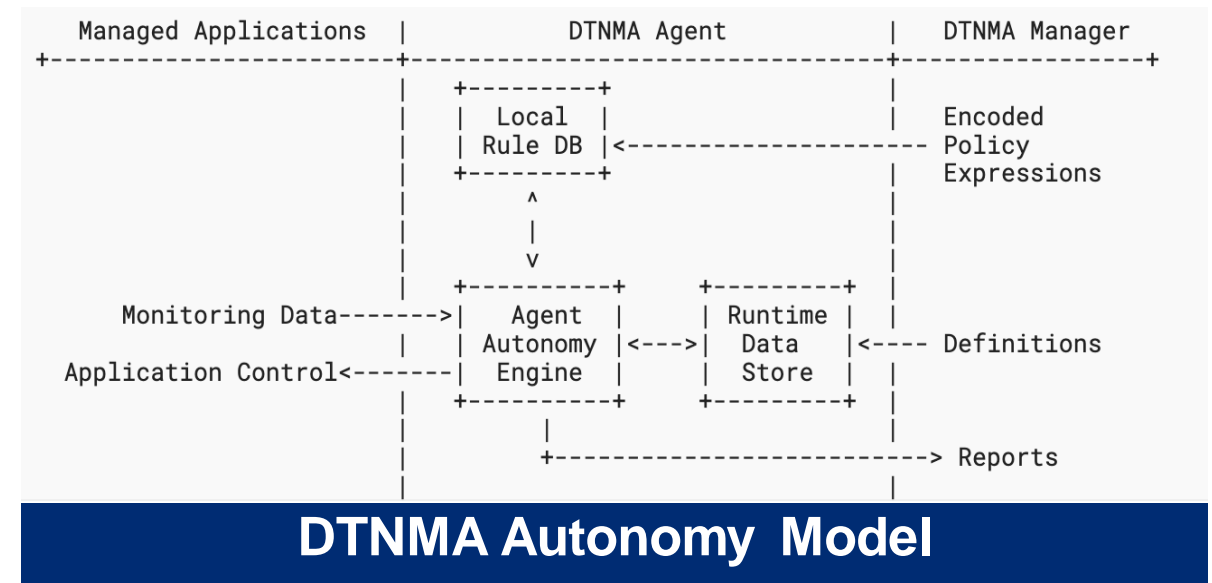 Managed Applications | DTNMA Agent | DTNMA Manager
+------------------------+---------------------------------+-----------------+
| +---------+ |
| | Local | | Encoded
| | Rule DB |<--------------------- Policy
| +---------+ | Expressions
| ^ |
| | |
| v |
| +----------+ +---------+ |
Monitoring Data------->| Agent | | Runtime | |
| | Autonomy |<--->| Data |<---- Definitions
Application Control<-------| Engine | | Store | |
| +----------+ +---------+ |
| | |
| +--------------------------> Reports
| |
DTNMA Autonomy Model